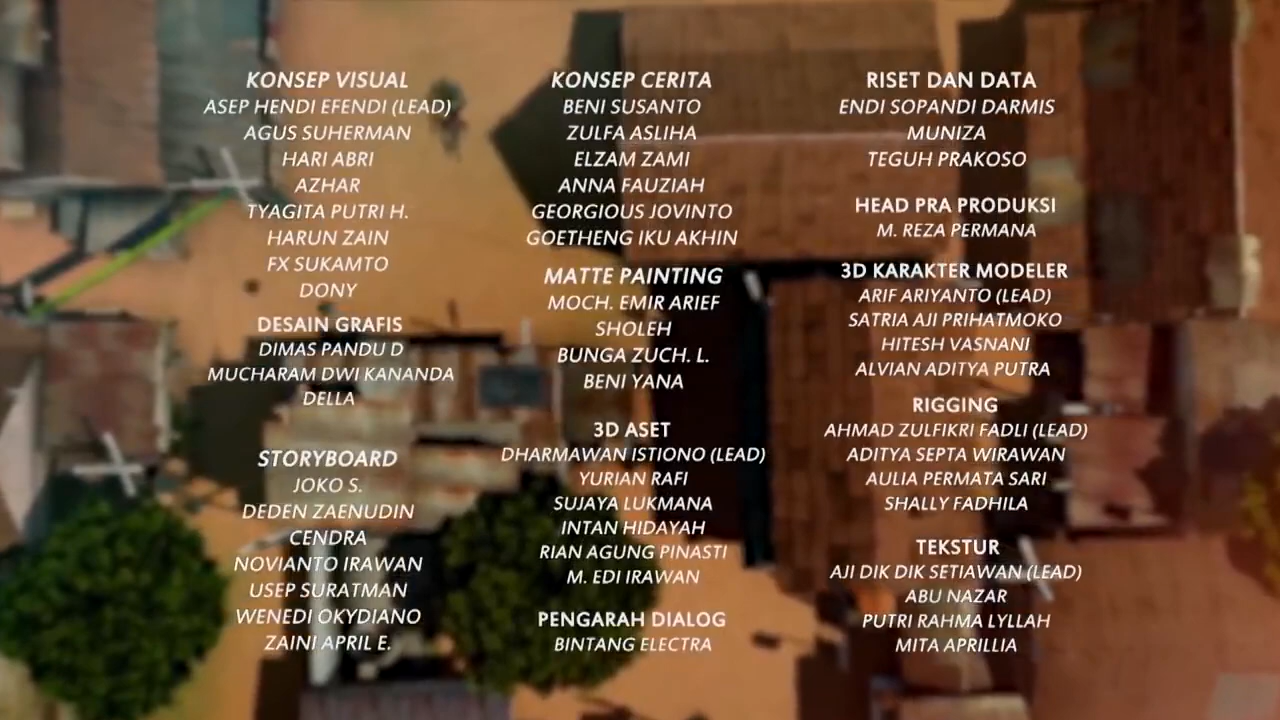 KONSEP VISUAL
ASEP HENDI EFENDI (LEAD)
AGUS SUHERMAN
HARI ABRI
AZHAR
TYAGITA PUTRI H.
HARUN ZAIN
FX SUKAMTO
DONY
DESAIN GRAFIS
DIMAS PANDU D
MUCHARAM DWI KANANDA
DELLA
STORYBOARD
JOKO S.
DEDEN ZAENUDIN
CENDRA
NOVIANTO IRAWAN
USEP SURATMAN
WENEDI OKYDIANO
ZAINI APRIL E.
KONSEP CERITA
BENI SUSANTO
ZULFA ASLIHA
ELZAM ZAMI
ANNA FAUZIAH
GEORGIOUS JOVINTO
GOETHENG IKU AKHIN
MATTE PAINTING
MOCH. EMIR ARIEF
SHOLEH
BUNGA ZUCH. L.
BENI YANA
3D ASET
DHARMAWAN ISTIONO (LEAD)
YURIAN RAFI
SUJAYA LUKMANA
INTAN HIDAYAH
RIAN AGUNG PINASTI
M. EDI IRAWAN
PENGARAH DIALOG
BINTANG ELECTRA
RISET DAN DATA
ENDI SOPANDI DARMIS
MUNIZA
TEGUH PRAKOSO
HEAD PRA PRODUKSI
M. REZA PERMANA
3D KARAKTER MODELER
ARIF ARIYANTO (LEAD)
SATRIA AJI PRIHATMOKO
HITESH VASNANI
ALVIAN ADITYA PUTRA
RIGGING
AHMAD ZULFIKRI FADLI (LEAD)
ADITYA SEPTA WIRAWAN
AULIA PERMATA SARI
SHALLY FADHILA
TEKSTUR
AJI DIK DIK SETIAWAN (LEAD)
ABU NAZAR
PUTRI RAHMA LYLLAH
MITA APRILLIA